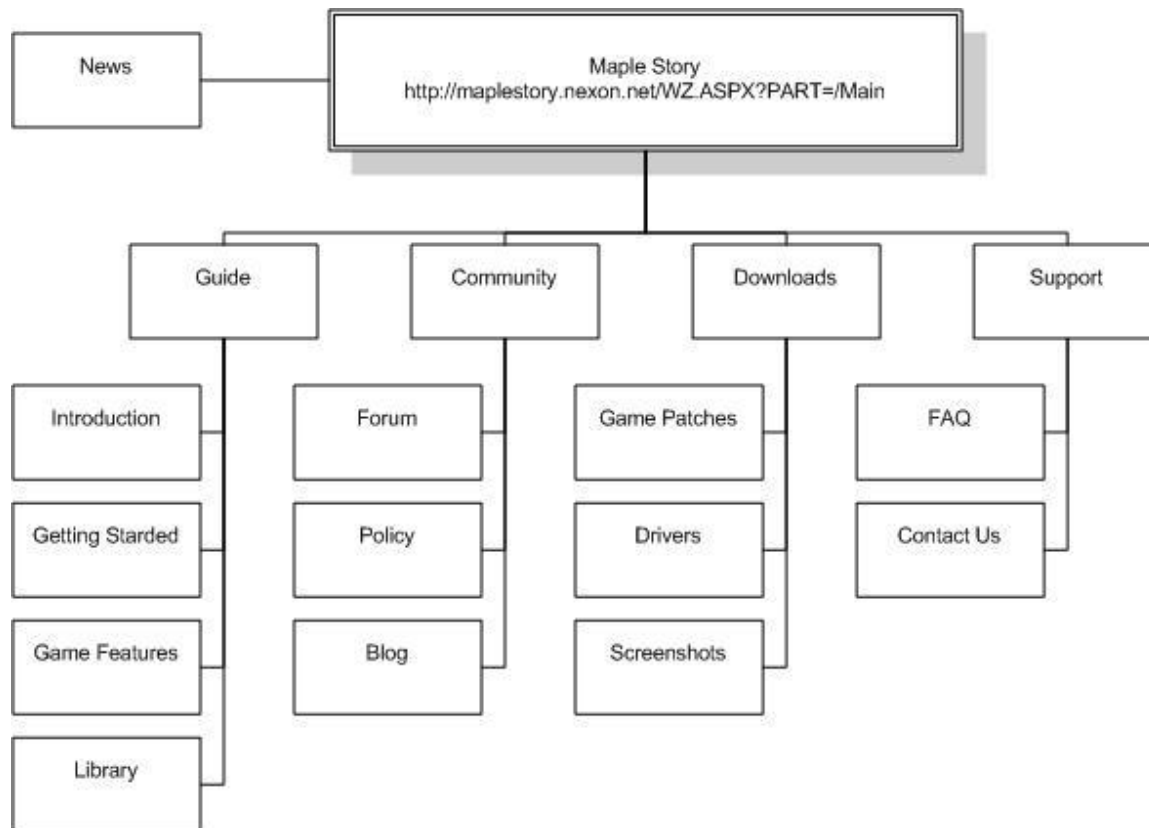 News
Maple Story
http://maplestory.nexon.net/WZ.ASPX?PART=/Main
Guide
Community
Downloads
Support
Introduction
Forum
Game Patches
FAQ
Getting Starded
Policy
Drivers
Contact Us
Game Features
Blog
Screenshots
Library